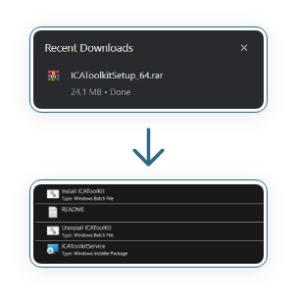 Recent Downloads
ICAToolkitSetup_64.rar
24.1 MB • Done
Install ICAToolKit
Type: Windows Batch File
README
Uninstall ICAToolKit
Type: Windows Batch File
ICAToolkitService
Type: Windows Installer Package